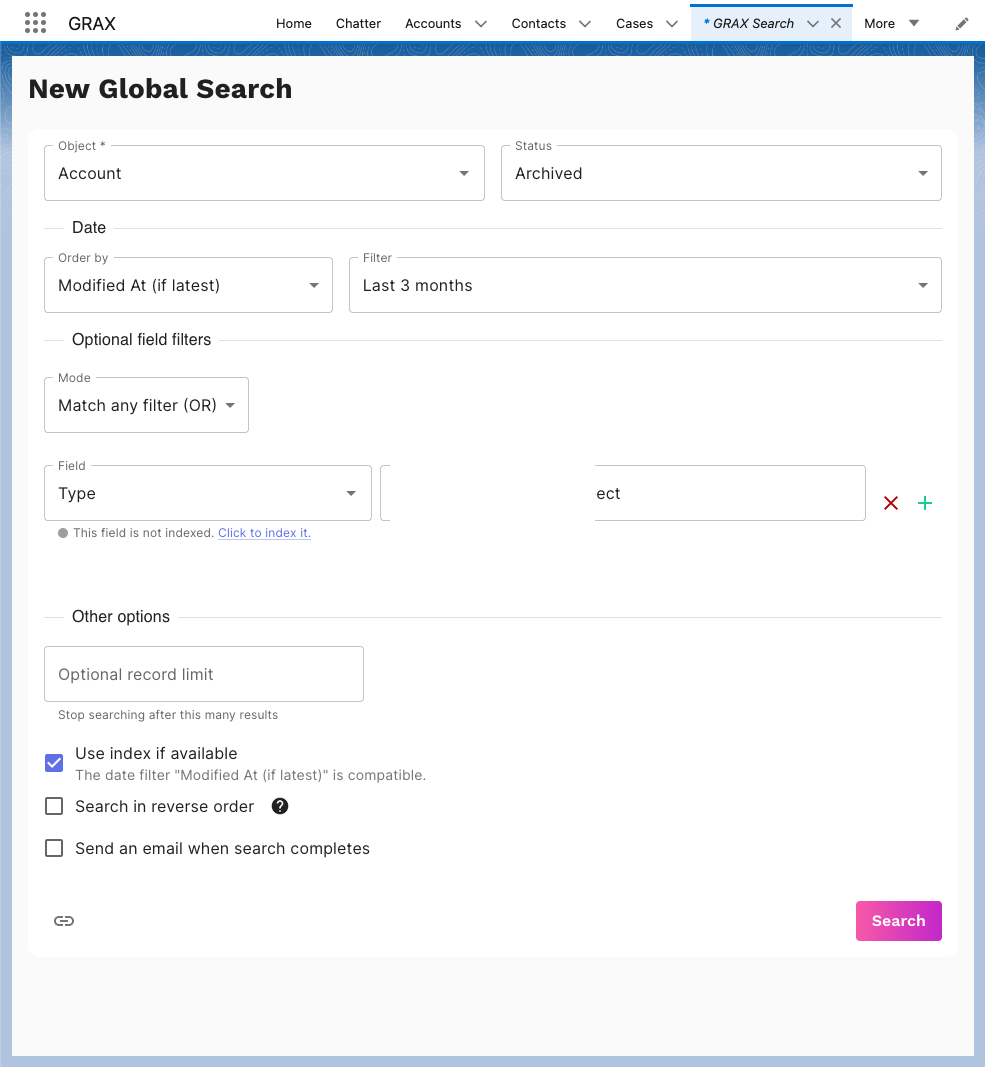 GRAX Home Chatter Accounts Contacts Cases * GRAX Search More
New Global Search
Object * Status
Account Archived
Date
Order by Filter
Modified At (if latest) Last 3 months
Optional field filters
Mode
Match any filter (OR)
Field
Type
This field is not indexed. Click to index it.
Other options
Optional record limit
Stop searching after this many results
Use index if available
The date filter "Modified At (if latest)" is compatible.
Search in reverse order ?
Send an email when search completes
Search